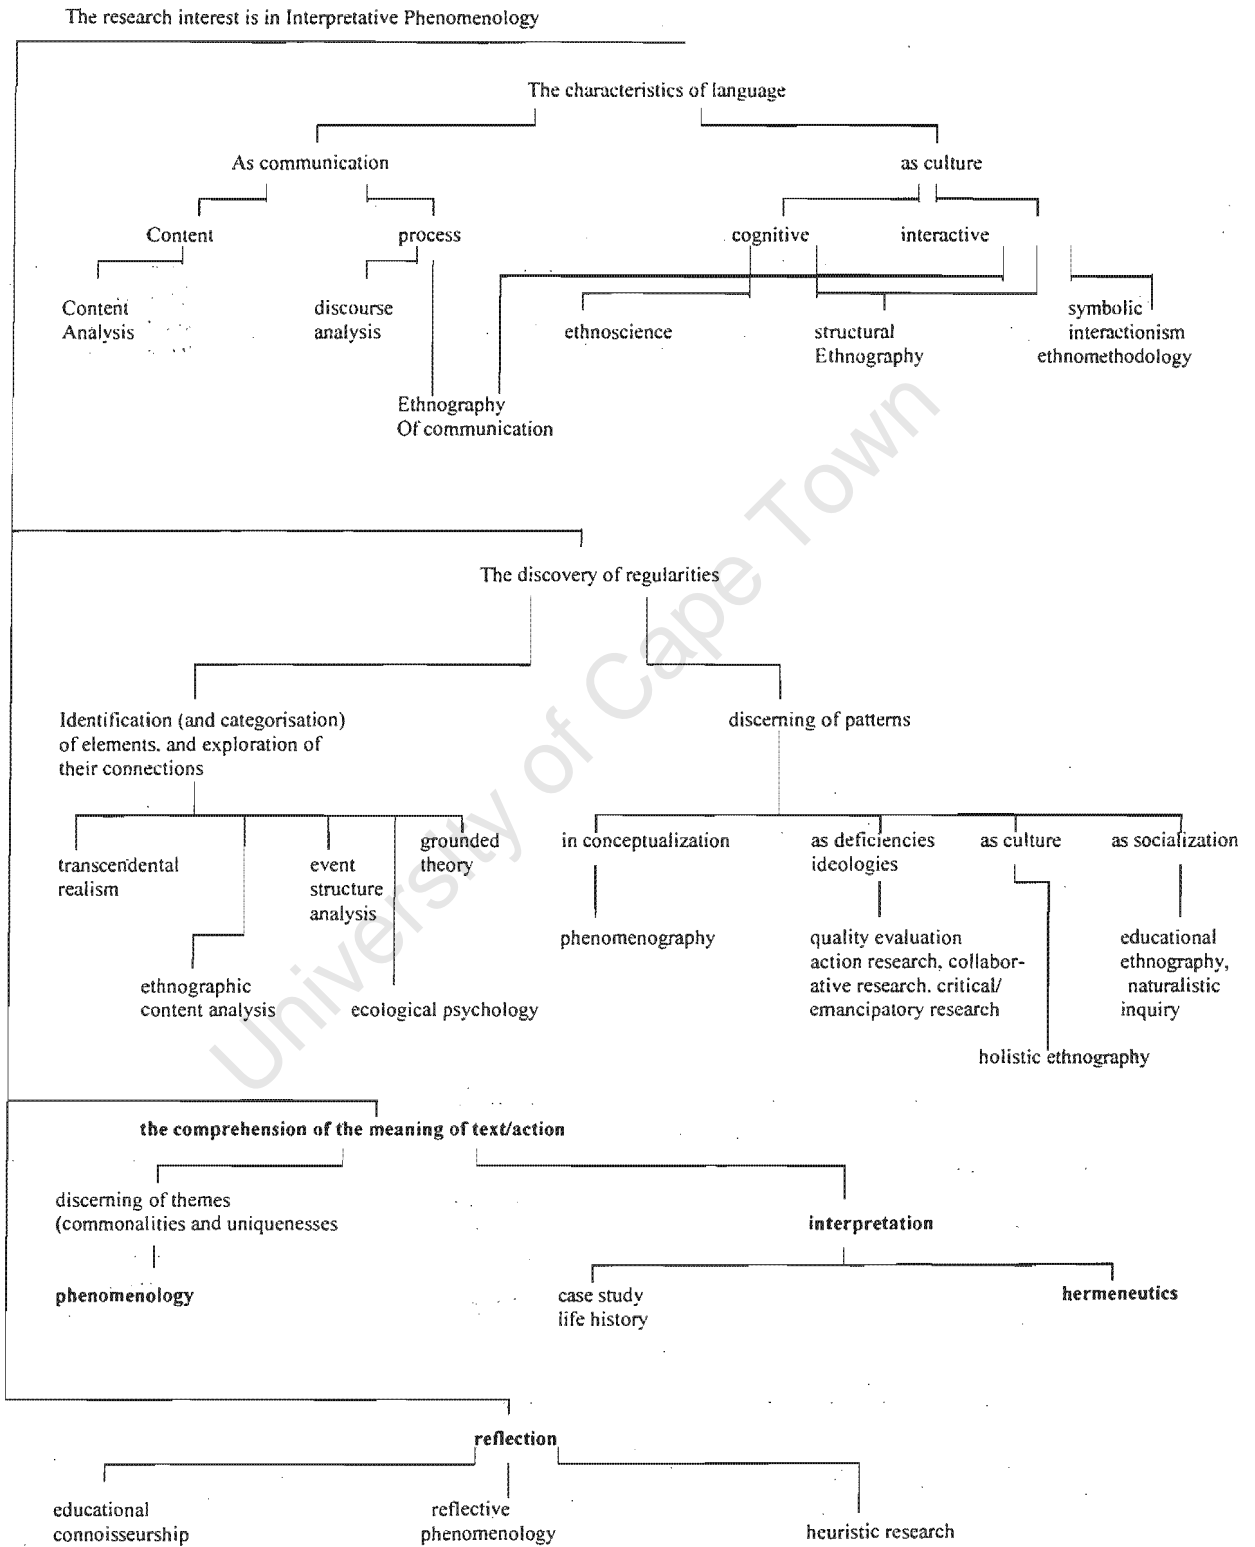 The research interest is in Interpretative Phenomenology
The characteristics of language
As communication
as culture
Content
process
cognitive
interactive
Content
Analysis
discourse
analysis
ethnoscience
structural
Ethnography
symbolic
interactionism
ethnomethodology
Ethnography
Of communication
The discovery of regularities
Identification (and categorisation)
of elements. and exploration of
their connections
discerning of patterns
transcendental
realism
event
structure
analysis
grounded
theory
in conceptualization
as deficiencies
ideologies
as culture
as socialization
ethnographic
content analysis
ecological psychology
phenomenography
quality evaluation
action research, collabor-
ative research. critical/
emancipatory research
educational
ethnography,
naturalistic
inquiry
holistic ethnography
the comprehension of the meaning of text/action
discerning of themes
(commonalities and uniquenesses
interpretation
phenomenology
case study
life history
hermeneutics
reflection
educational
connoisseurship
reflective
phenomenology
heuristic research
University of Cape Town